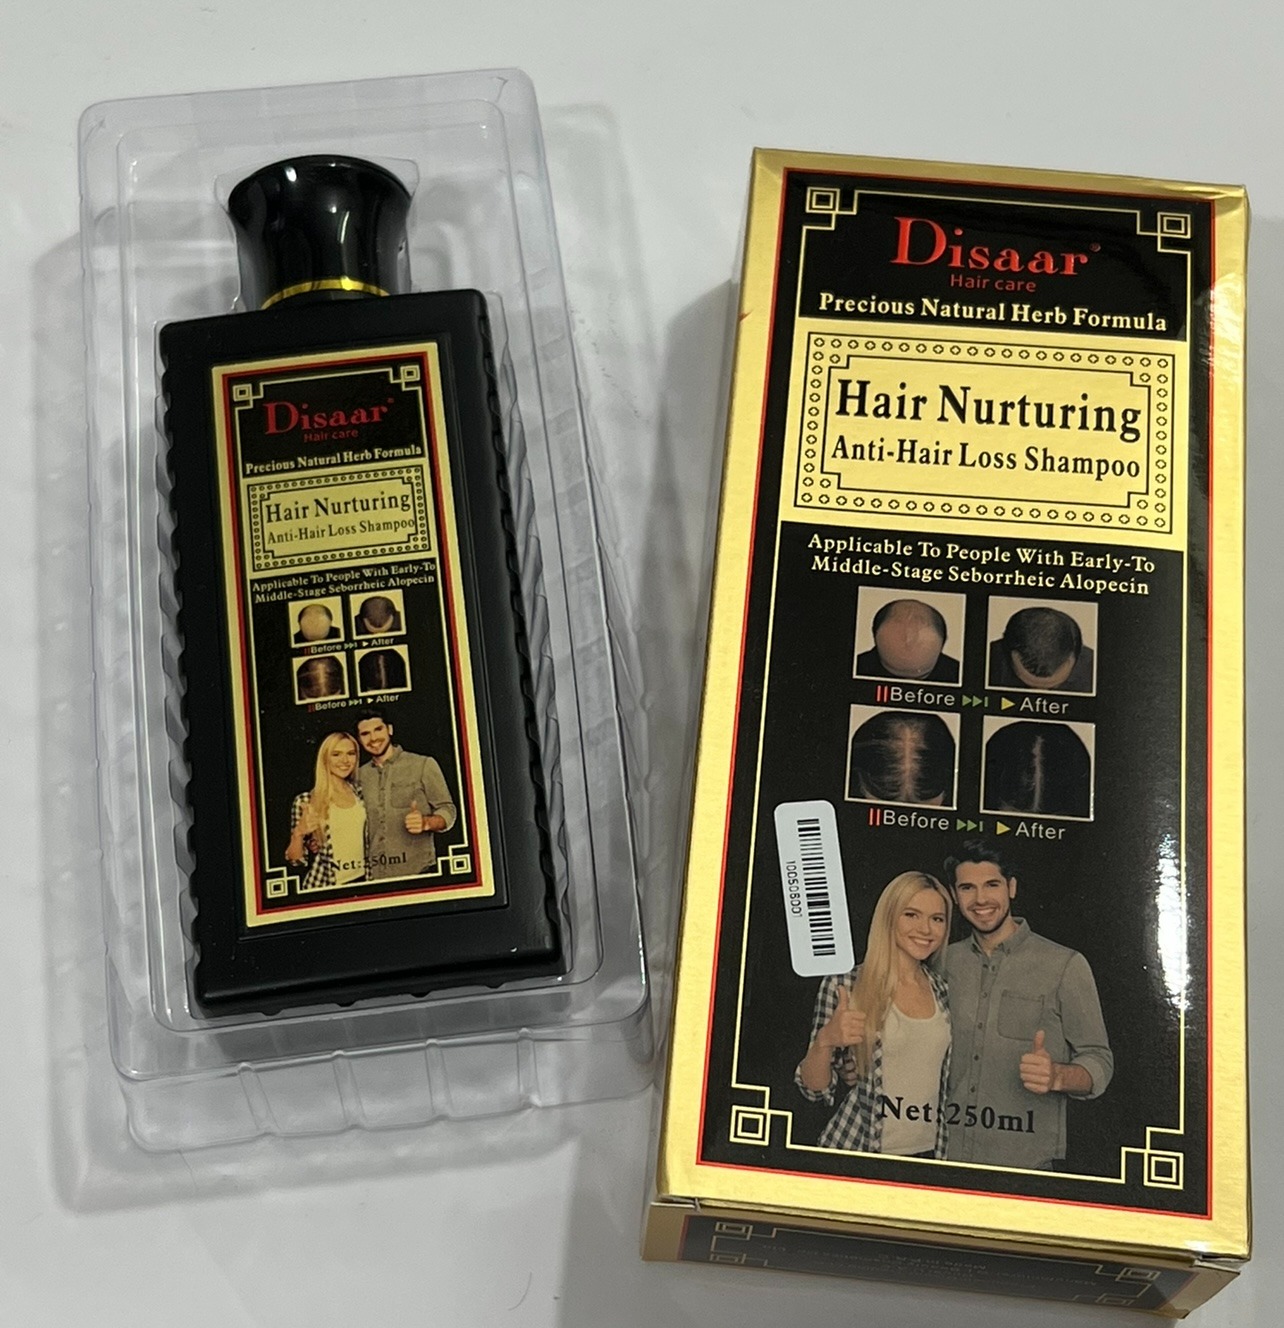 Disaar
Hair care
Precious Natural Herb Formula
Hair Nurturing
Anti-Hair Loss Shampoo
Applicable To People With Early-To
Middle-Stage Seborrheic Alopecin
Before After
Before After
Net:250ml
Disaar
Hair care
Precious Natural Herb Formula
Hair Nurturing
Anti-Hair Loss Shampoo
Applicable To People With Early-To
Middle-Stage Seborrheic Alopecin
Before After
Before After
100506001
Net:250ml